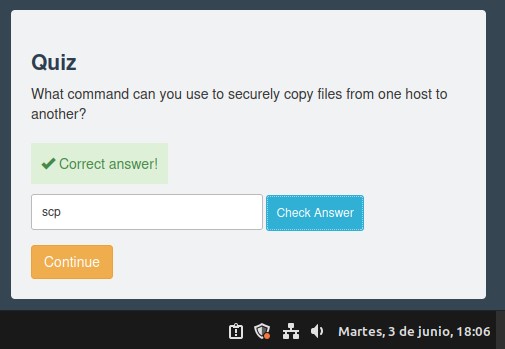 Quiz
What command can you use to securely copy files from one host to
another?
Correct answer!
scp
Check Answer
Continue
Martes, 3 de junio, 18:06